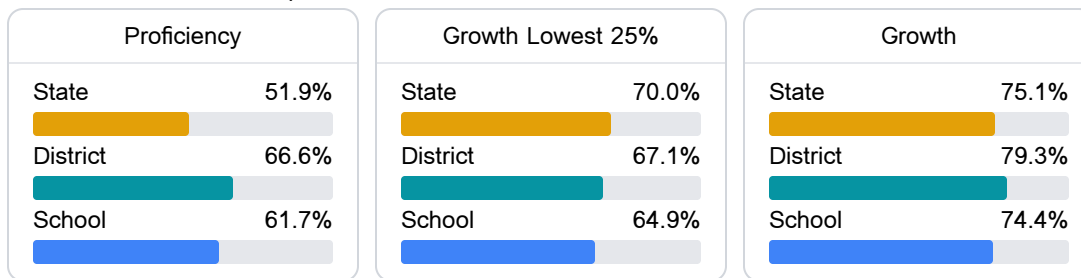 Proficiency
State 51.9%
District 66.6%
School 61.7%
Growth Lowest 25%
State 70.0%
District 67.1%
School 64.9%
Growth
State 75.1%
District 79.3%
School 74.4%